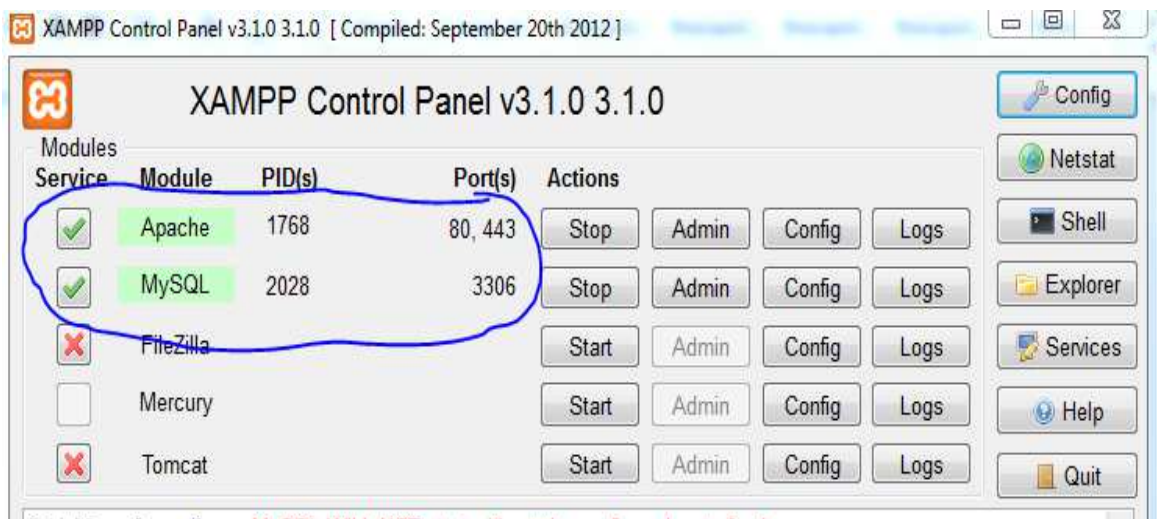 XAMPP Control Panel v3.1.0 3.1.0 [ Compiled: September 20th 2012 ]
XAMPP Control Panel v3.1.0 3.1.0
Config
Modules
Service Module PID(s) Port(s) Actions
Netstat
Apache 1768 80, 443 Stop Admin Config Logs
Shell
MySQL 2028 3306 Stop Admin Config Logs
Explorer
FileZilla Start Admin Config Logs
Services
Mercury Start Admin Config Logs
Help
Tomcat Start Admin Config Logs
Quit